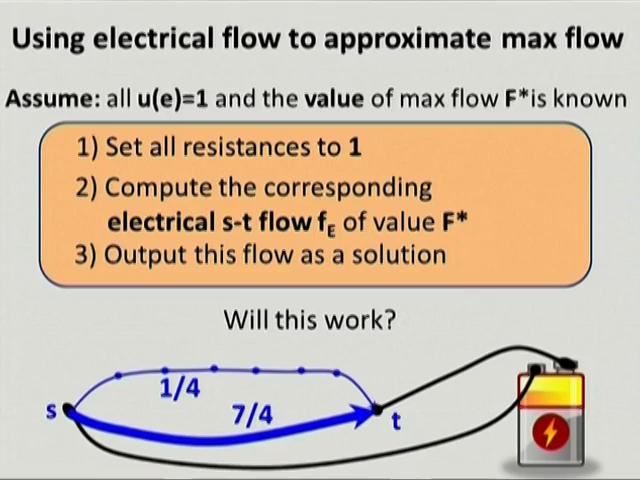 Using electrical flow to approximate max flow
Assume: all u(e)=1 and the value of max flow F*is known
1) Set all resistances to 1
2) Compute the corresponding
electrical s-t flow fE of value F*
3) Output this flow as a solution
Will this work?
1/4
s
7/4
t